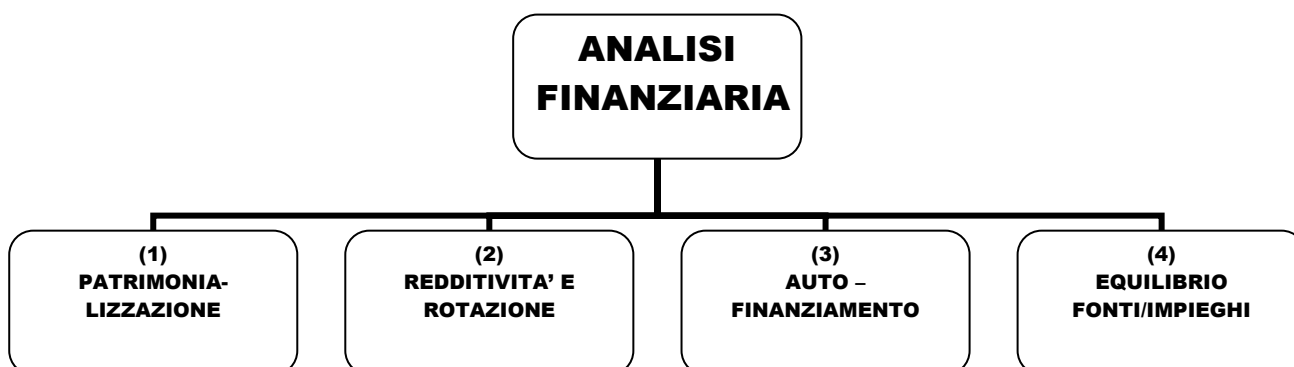 ANALISI
FINANZIARIA
(1)
PATRIMONIA-
LIZZAZIONE
(2)
REDDITIVITA’ E
ROTAZIONE
(3)
AUTO –
FINANZIAMENTO
(4)
EQUILIBRIO
FONTI/IMPIEGHI